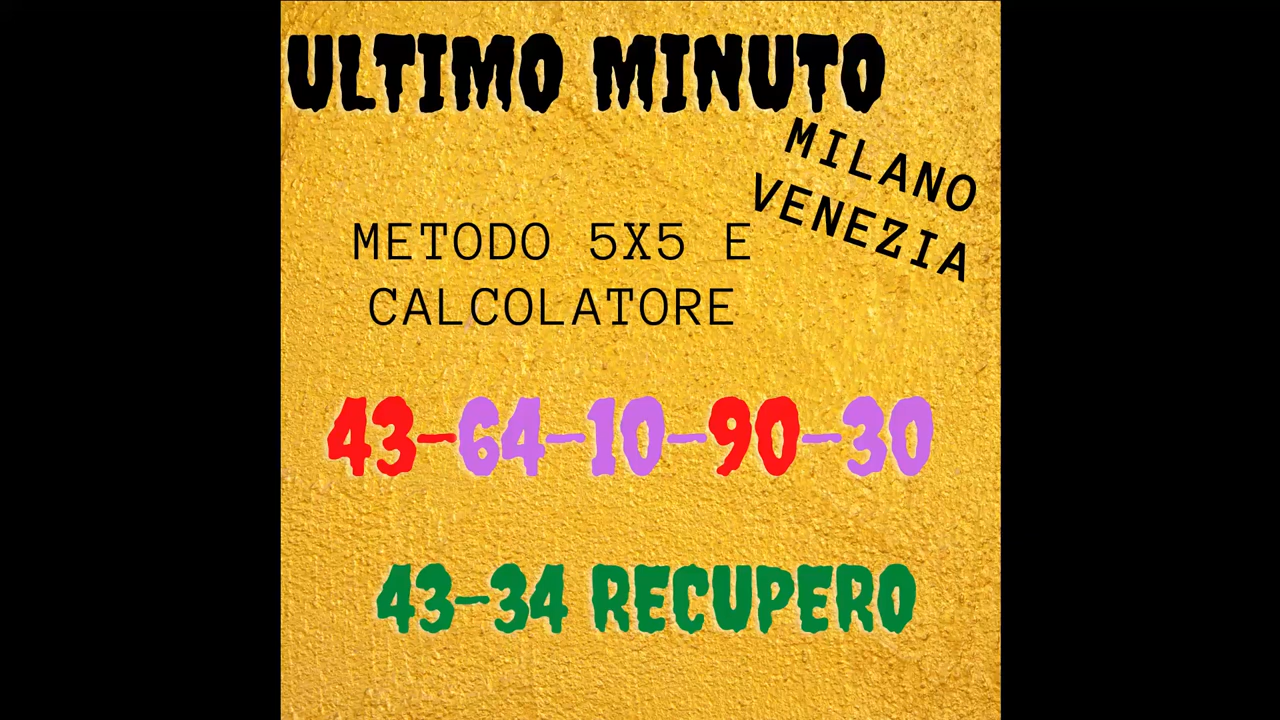 ULTIMO MINUTO
MILANO
VENEZIA
METODO 5X5 E
CALCOLATORE
43-64-10-90-30
43-34 RECUPERO